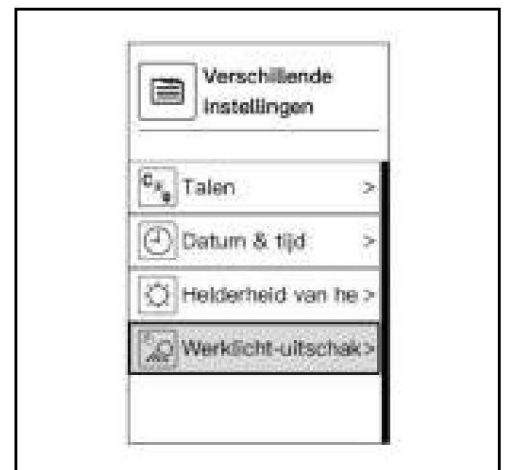 Verschillende
instellingen
Talen >
Datum & tijd >
Helderheid van he >
Werklicht-uitschak>